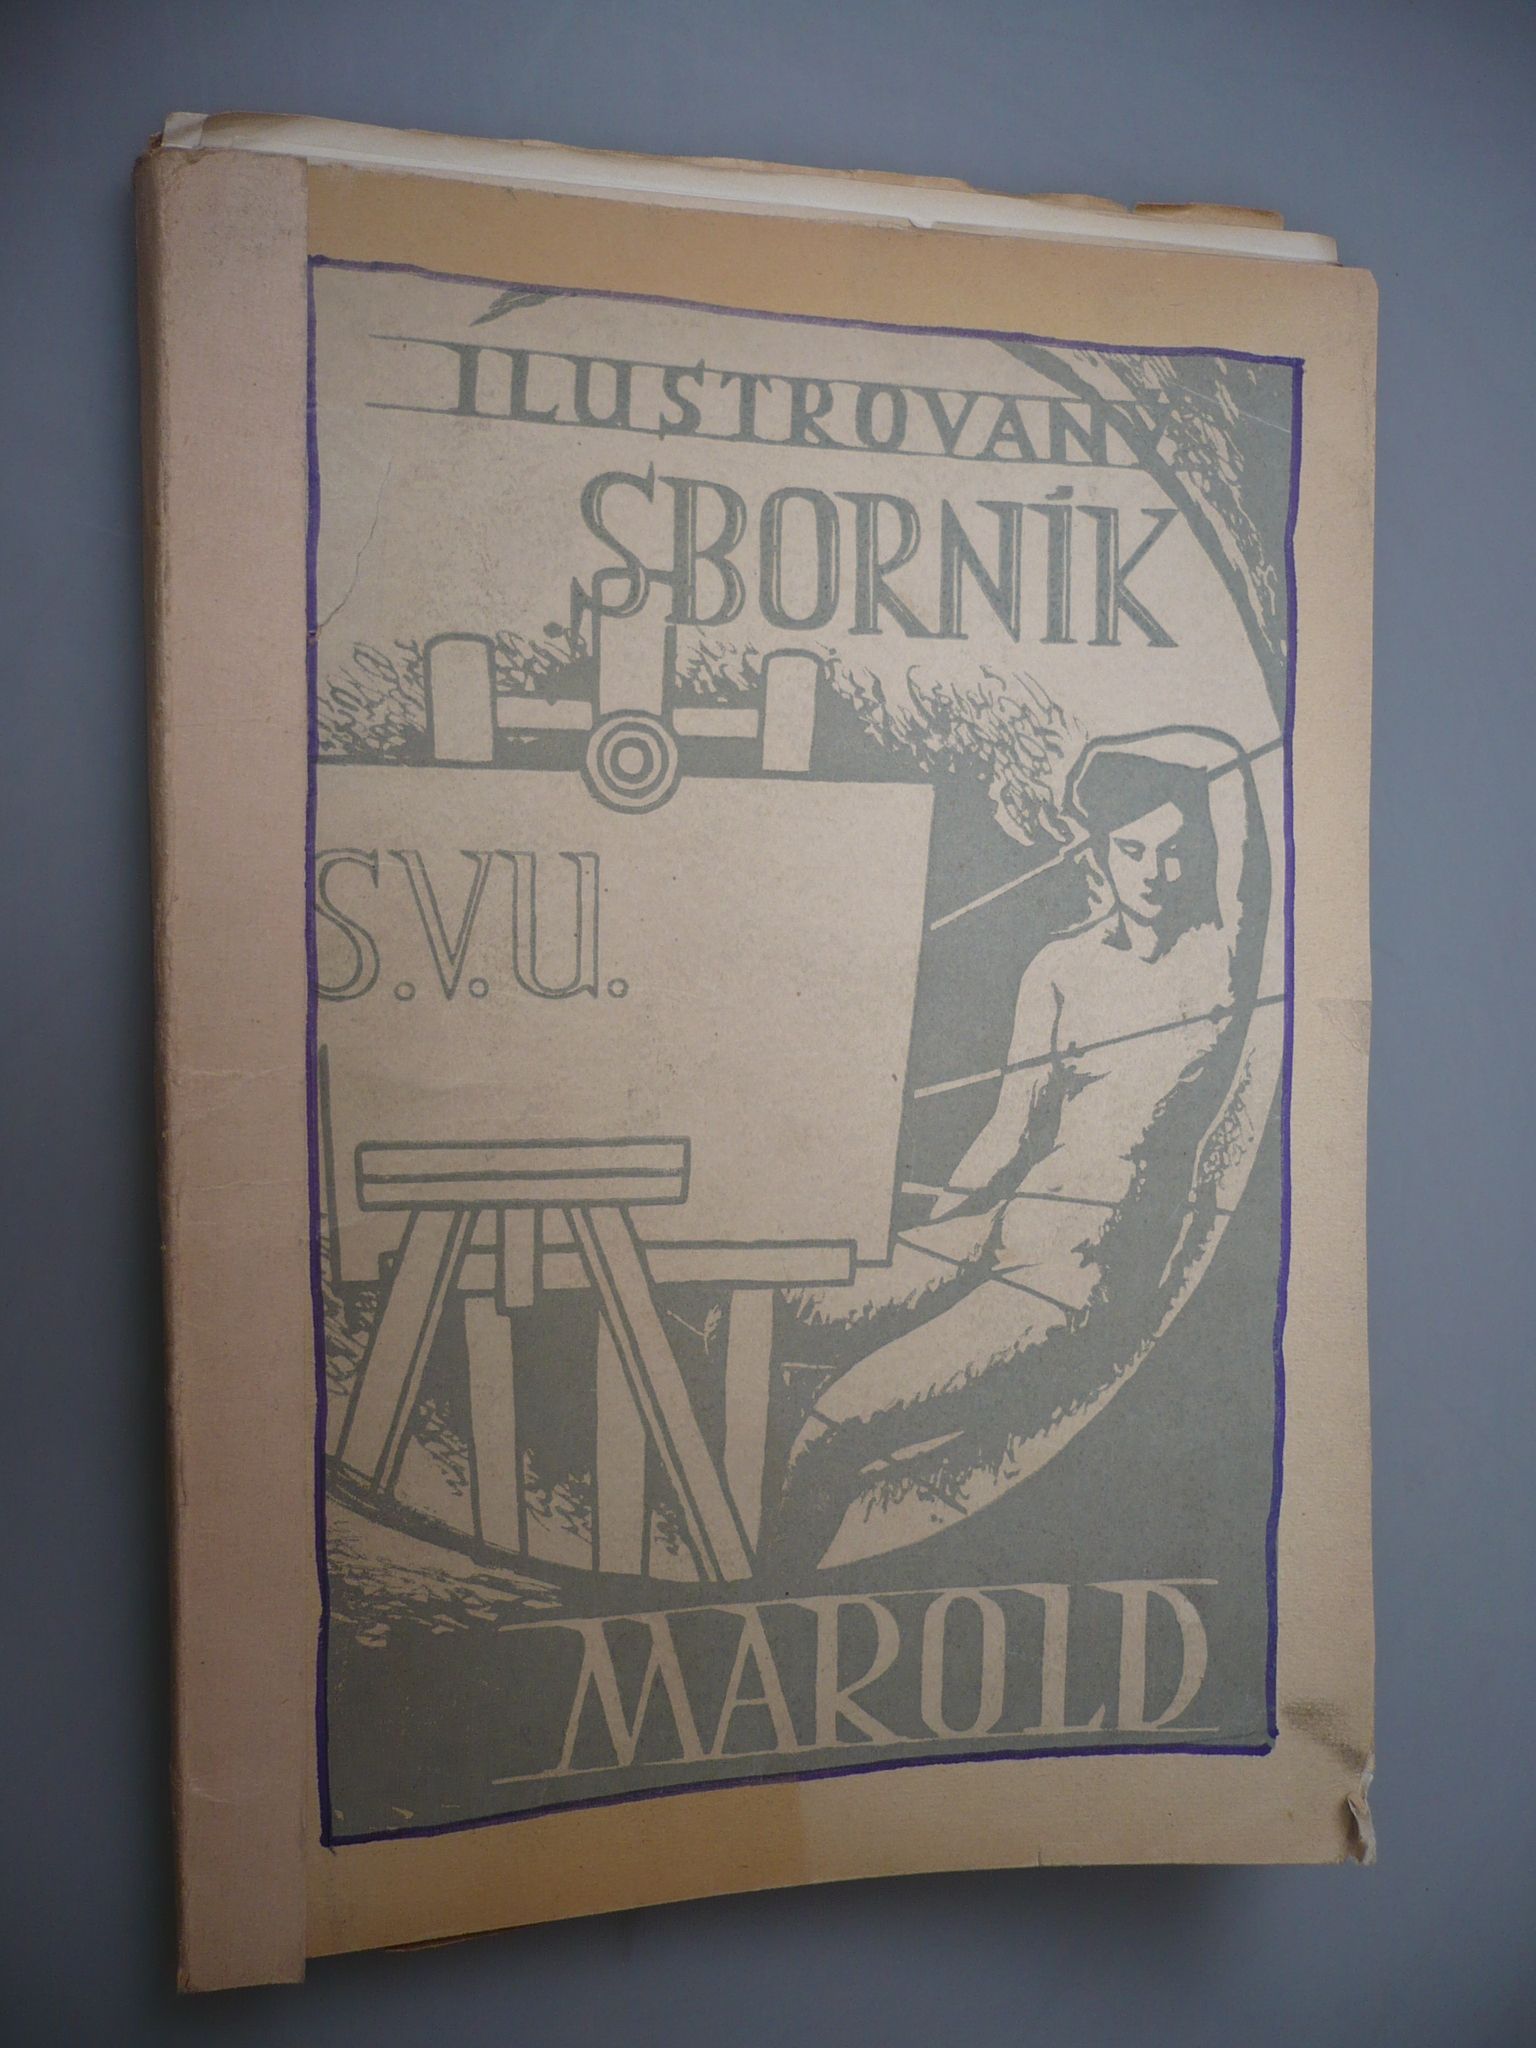 ILUSTROVANÝ
SBORNÍK
S.V.U.
MAROLD